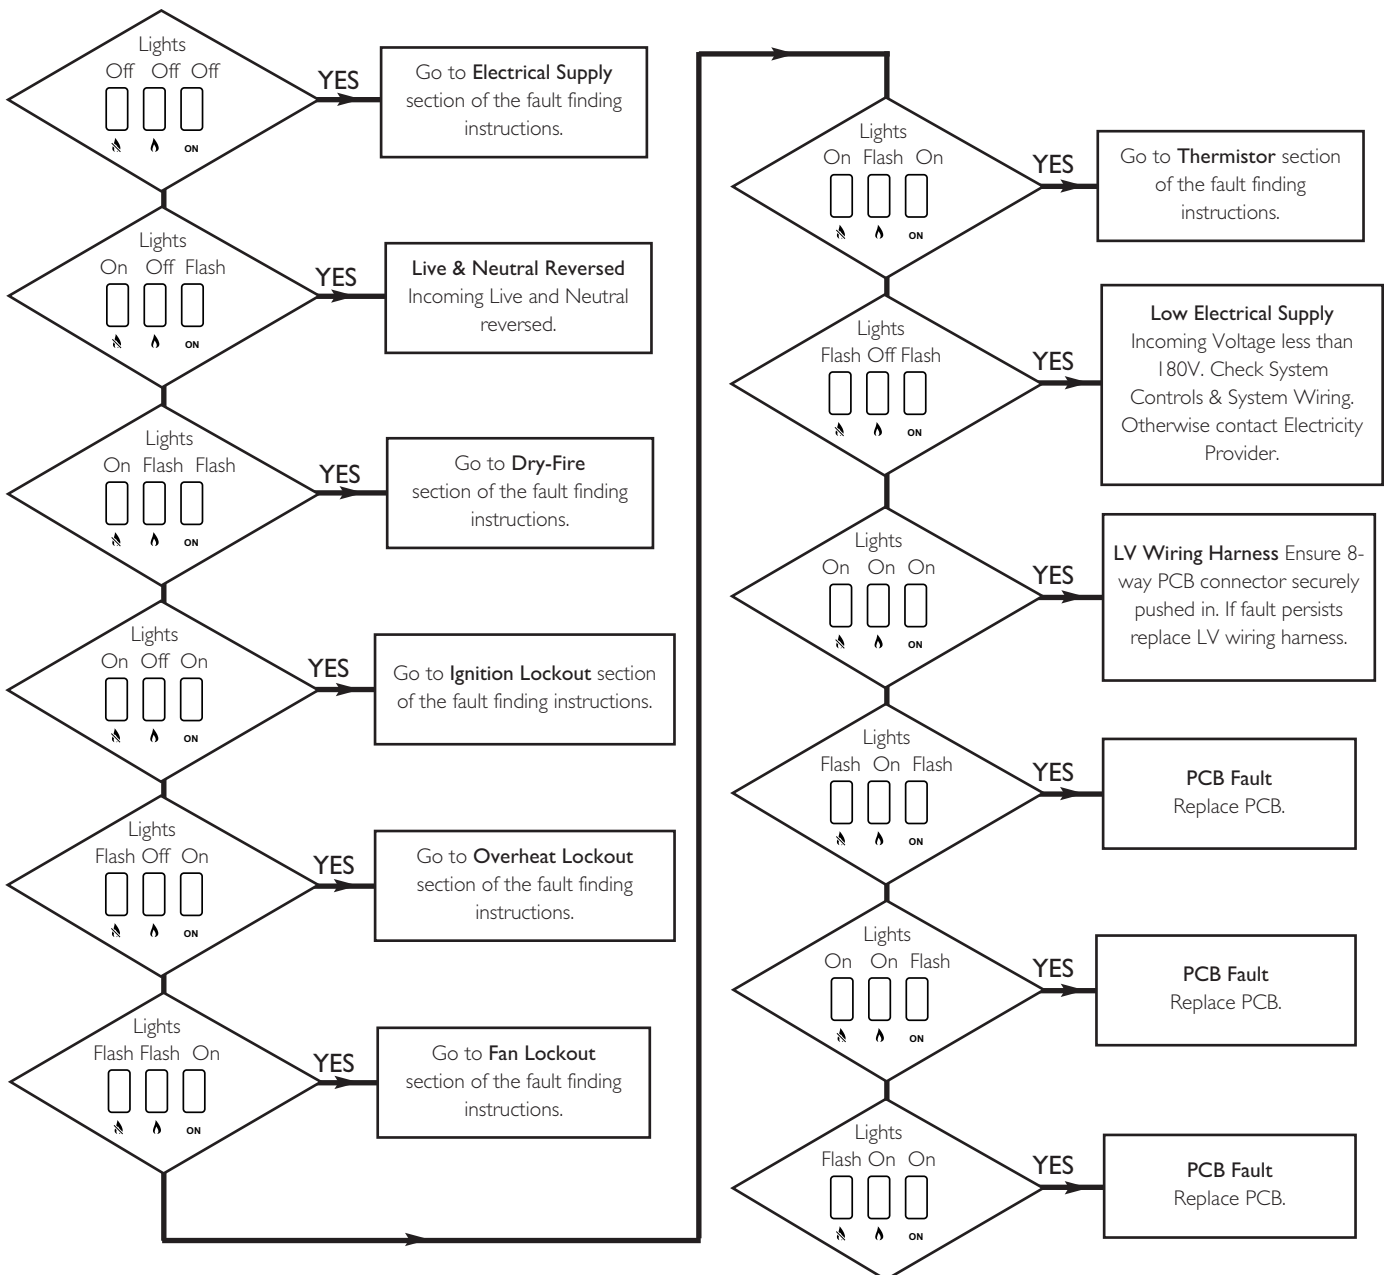 Lights
Off Off Off
ON
YES
Go to Electrical Supply
section of the fault finding
instructions.
Lights
On Off Flash
ON
YES
Live & Neutral Reversed
Incoming Live and Neutral
reversed.
Lights
On Flash Flash
ON
YES
Go to Dry-Fire
section of the fault finding
instructions.
Lights
On Off On
ON
YES
Go to Ignition Lockout section
of the fault finding instructions.
Lights
Flash Off On
ON
YES
Go to Overheat Lockout
section of the fault finding
instructions.
Lights
Flash Flash On
ON
YES
Go to Fan Lockout
section of the fault finding
instructions.
Lights
On Flash On
ON
YES
Go to Thermistor section
of the fault finding
instructions.
Lights
Flash Off Flash
ON
YES
Low Electrical Supply
Incoming Voltage less than
180V. Check System
Controls & System Wiring.
Otherwise contact Electricity
Provider.
Lights
On On On
ON
YES
LV Wiring Harness Ensure 8-
way PCB connector securely
pushed in. If fault persists
replace LV wiring harness.
Lights
Flash On Flash
ON
YES
PCB Fault
Replace PCB.
Lights
On On Flash
ON
YES
PCB Fault
Replace PCB.
Lights
Flash On On
ON
YES
PCB Fault
Replace PCB.